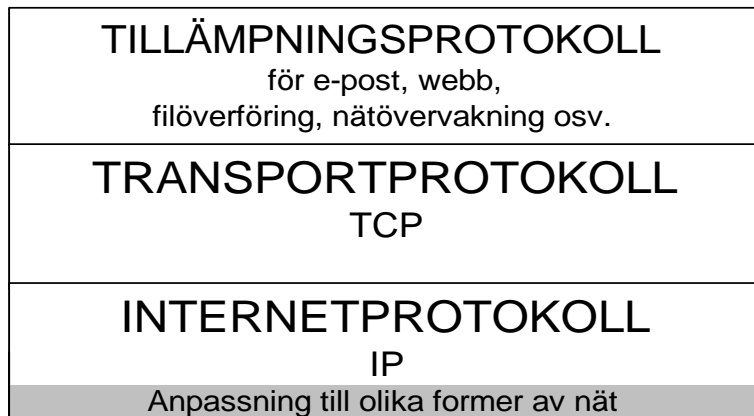 TILLÄMPNINGSPROTOKOLL
för e-post, webb,
filöverföring, nätövervakning osv.
TRANSPORTPROTOKOLL
TCP
INTERNETPROTOKOLL
IP
Anpassning till olika former av nät